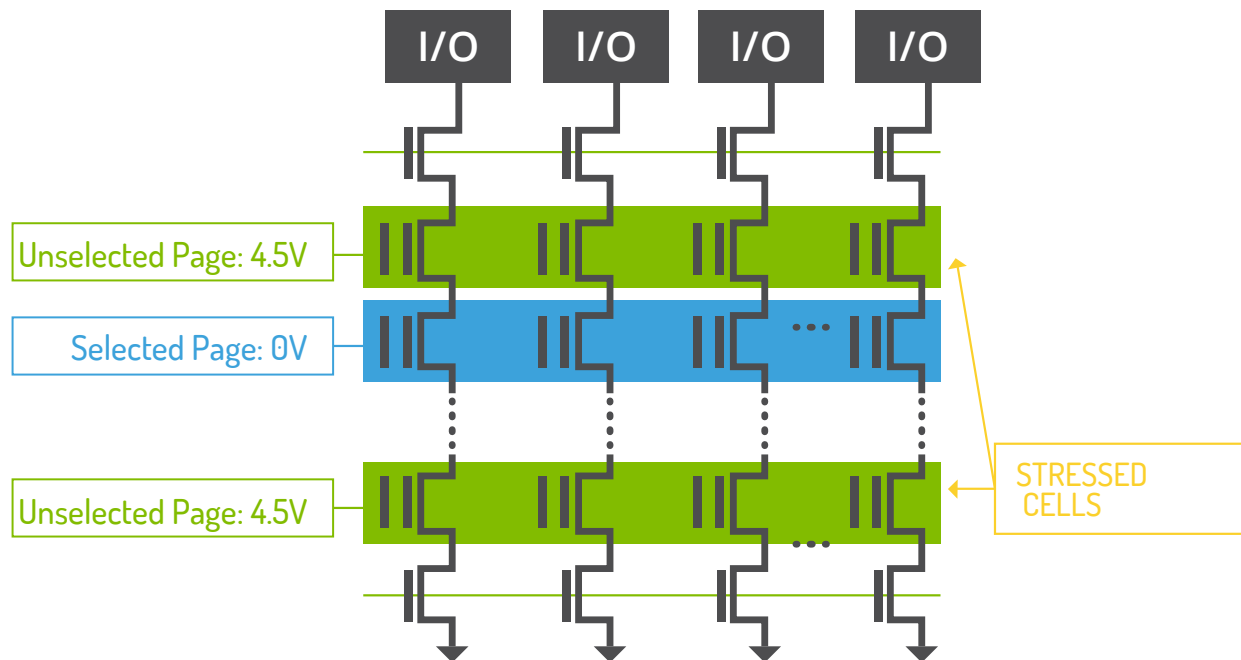 I/O I/O I/O I/O
Unselected Page: 4.5V
Selected Page: 0V
Unselected Page: 4.5V
STRESSED
CELLS